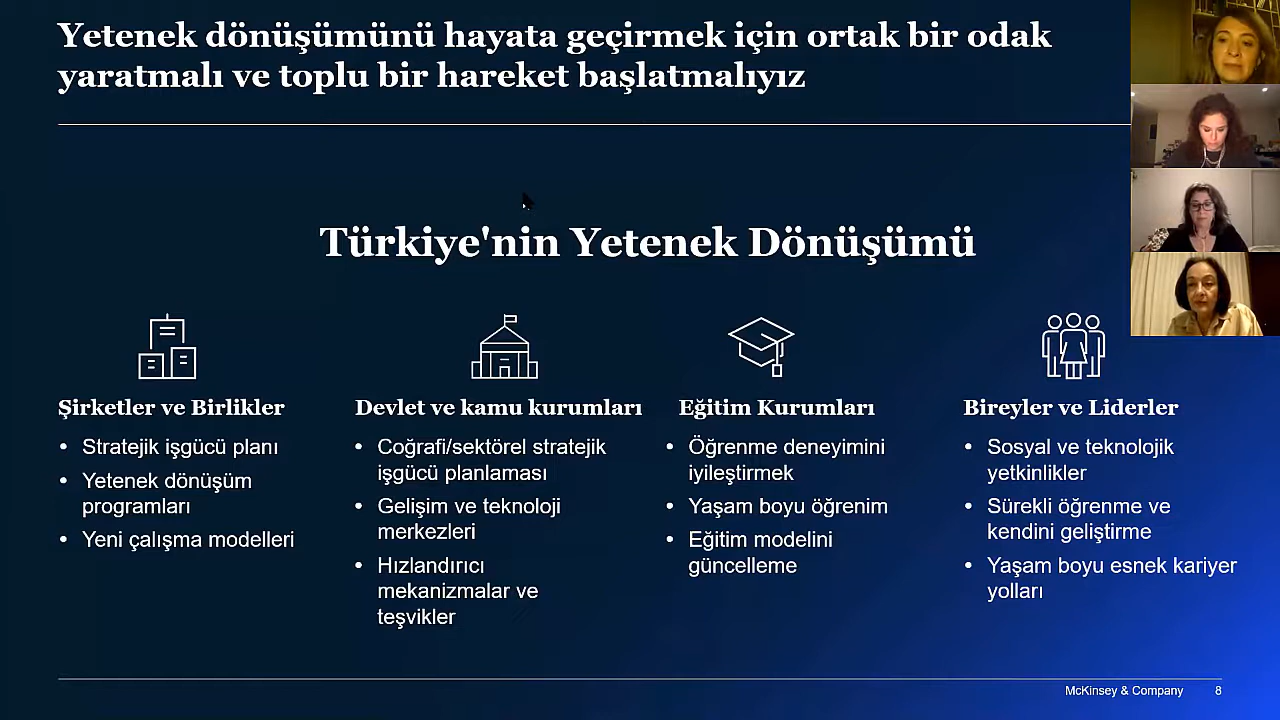 Yetenek dönüşümünü hayata geçirmek için ortak bir odak
yaratmalı ve toplu bir hareket başlatmalıyız
Türkiye'nin Yetenek Dönüşümü
Şirketler ve Birlikler
• Stratejik işgücü planı
• Yetenek dönüşüm
programları
• Yeni çalışma modelleri
Devlet ve kamu kurumları
• Coğrafi/sektörel stratejik
işgücü planlaması
• Gelişim ve teknoloji
merkezleri
• Hızlandırıcı
mekanizmalar ve
teşvikler
Eğitim Kurumları
• Öğrenme deneyimini
iyileştirmek
• Yaşam boyu öğrenim
• Eğitim modelini
güncelleme
Bireyler ve Liderler
• Sosyal ve teknolojik
yetkinlikler
• Sürekli öğrenme ve
kendini geliştirme
• Yaşam boyu esnek kariyer
yolları
McKinsey & Company 8